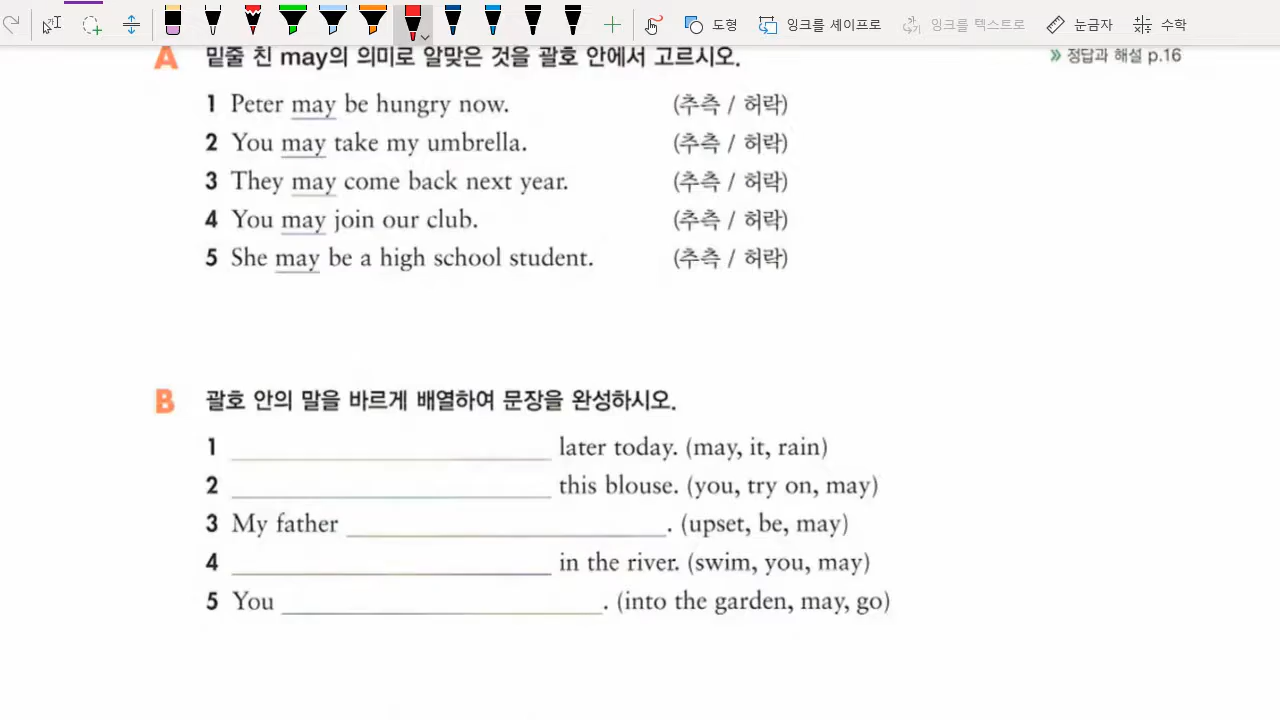 도형
잉크를 셰이프로
잉크를 텍스트로
눈금자
수학
A 밑줄 친 may의 의미로 알맞은 것을 괄호 안에서 고르시오.
» 정답과 해설 p.16
1 Peter may be hungry now. (추측 / 허락)
2 You may take my umbrella. (추측 / 허락)
3 They may come back next year. (추측 / 허락)
4 You may join our club. (추측 / 허락)
5 She may be a high school student. (추측 / 허락)
B 괄호 안의 말을 바르게 배열하여 문장을 완성하시오.
1 ____________________ later today. (may, it, rain)
2 ____________________ this blouse. (you, try on, may)
3 My father ____________________. (upset, be, may)
4 ____________________ in the river. (swim, you, may)
5 You ____________________. (into the garden, may, go)